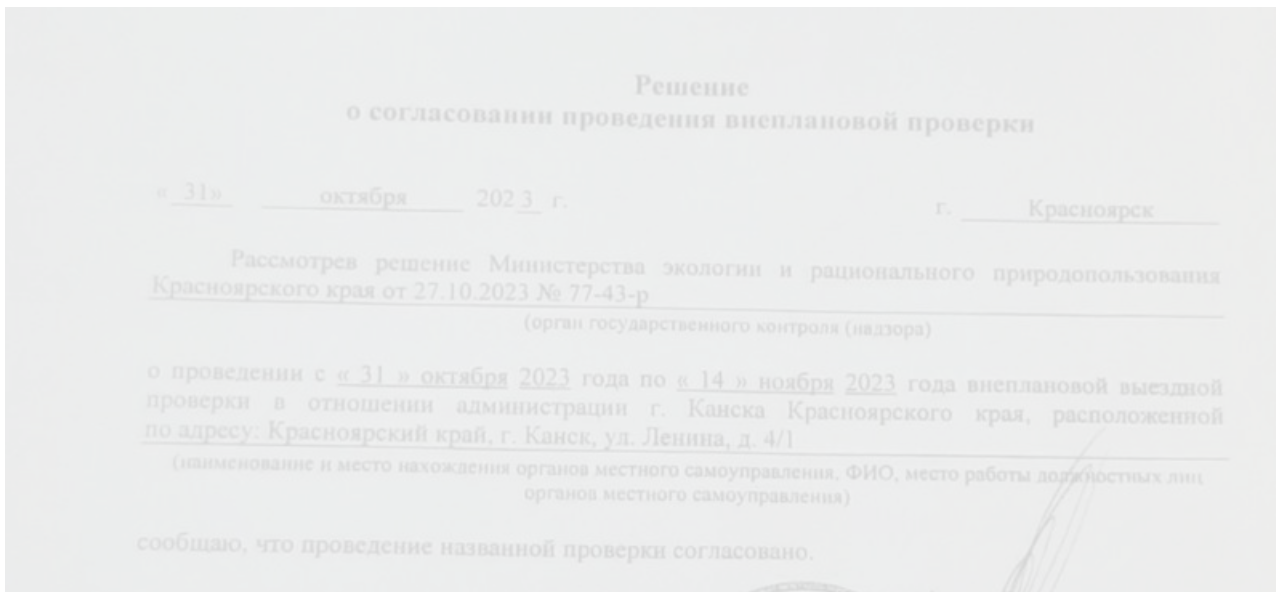 Решение
о согласовании проведения внеплановой проверки
« 31» октября 2023 г. г. Красноярск
Рассмотрев решение Министерства экологии и рационального природопользования
Красноярского края от 27.10.2023 № 77-43-р
(орган государственного контроля (надзора)
о проведении с « 31 » октября 2023 года по « 14 » ноября 2023 года внеплановой выездной
проверки в отношении администрации г. Канска Красноярского края, расположенной
по адресу: Красноярский край, г. Канск, ул. Ленина, д. 4/1
(наименование и место нахождения органов местного самоуправления, ФИО, место работы должностных лиц
органов местного самоуправления)
сообщаю, что проведение названной проверки согласовано.